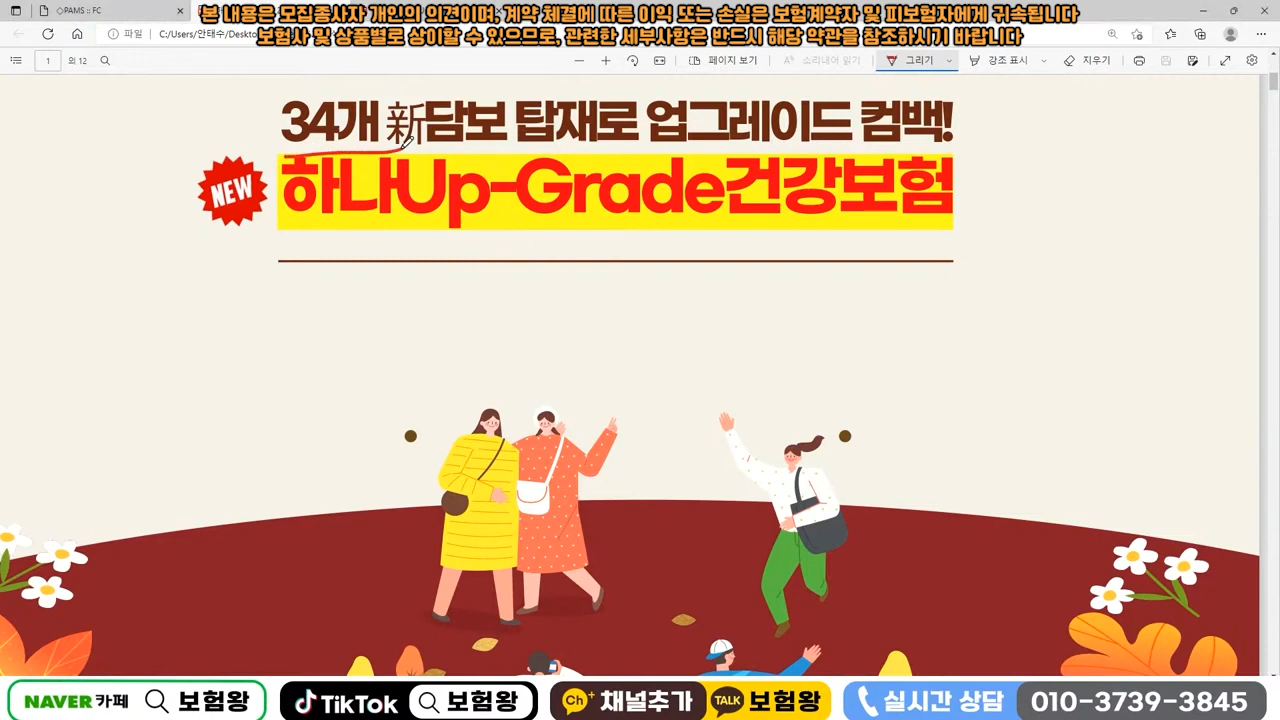 ◇PAMS :: FC
본 내용은 모집종사자 개인의 의견이며, 계약 체결에 따른 이익 또는 손실은 보험계약자 및 피보험자에게 귀속됩니다
파일 C:/Users/안태수/Deskto
보험사 및 상품별로 상이할 수 있으므로, 관련한 세부사항은 반드시 해당 약관을 참조하시기 바랍니다
1 의 12 페이지 보기 소리내어 읽기 그리기 강조 표시 지우기
34개 新담보 탑재로 업그레이드 컴백!
NEW 하나Up-Grade건강보험
NAVER 카페 보험왕 TikTok 보험왕 Ch+ 채널추가 TALK 보험왕 실시간 상담 010-3739-3845